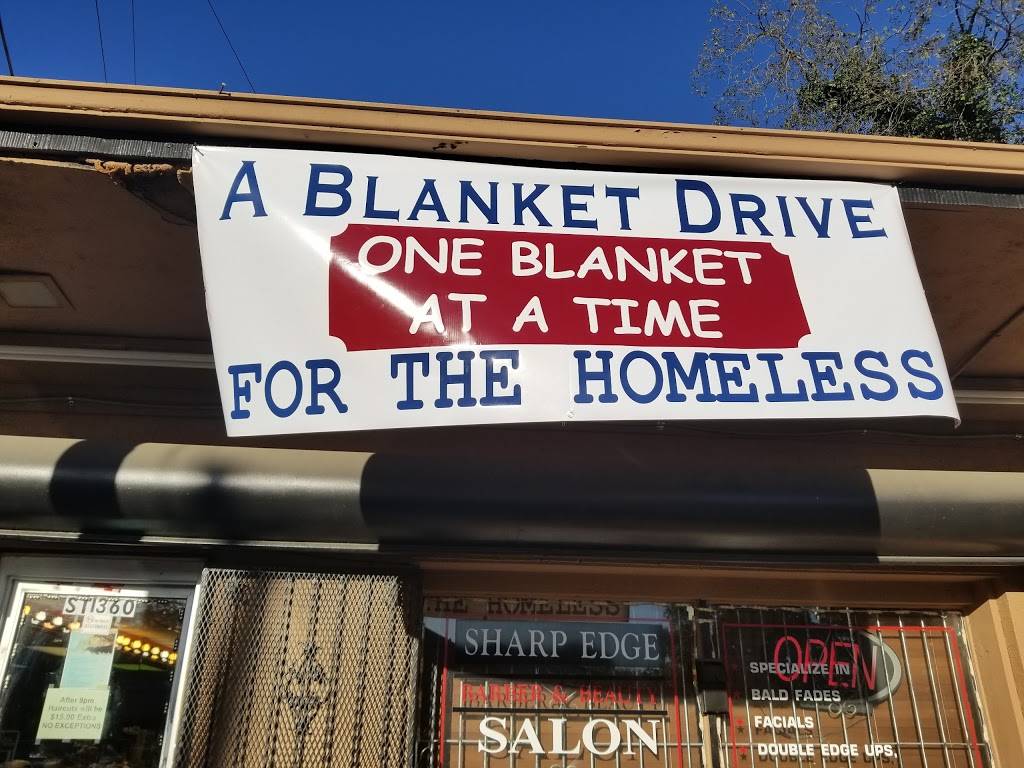 A BLANKET DRIVE
ONE BLANKET
AT A TIME
FOR THE HOMELESS
ST1360
After 9pm
Haircuts will be
$15.00 Extra
NO EXCEPTIONS
THE HOMELESS
SHARP EDGE
BARBER & BEAUTY
SALON
OPEN
SPECIALIZE IN
BALD FADES
FACIALS
DOUBLE EDGE UPS,